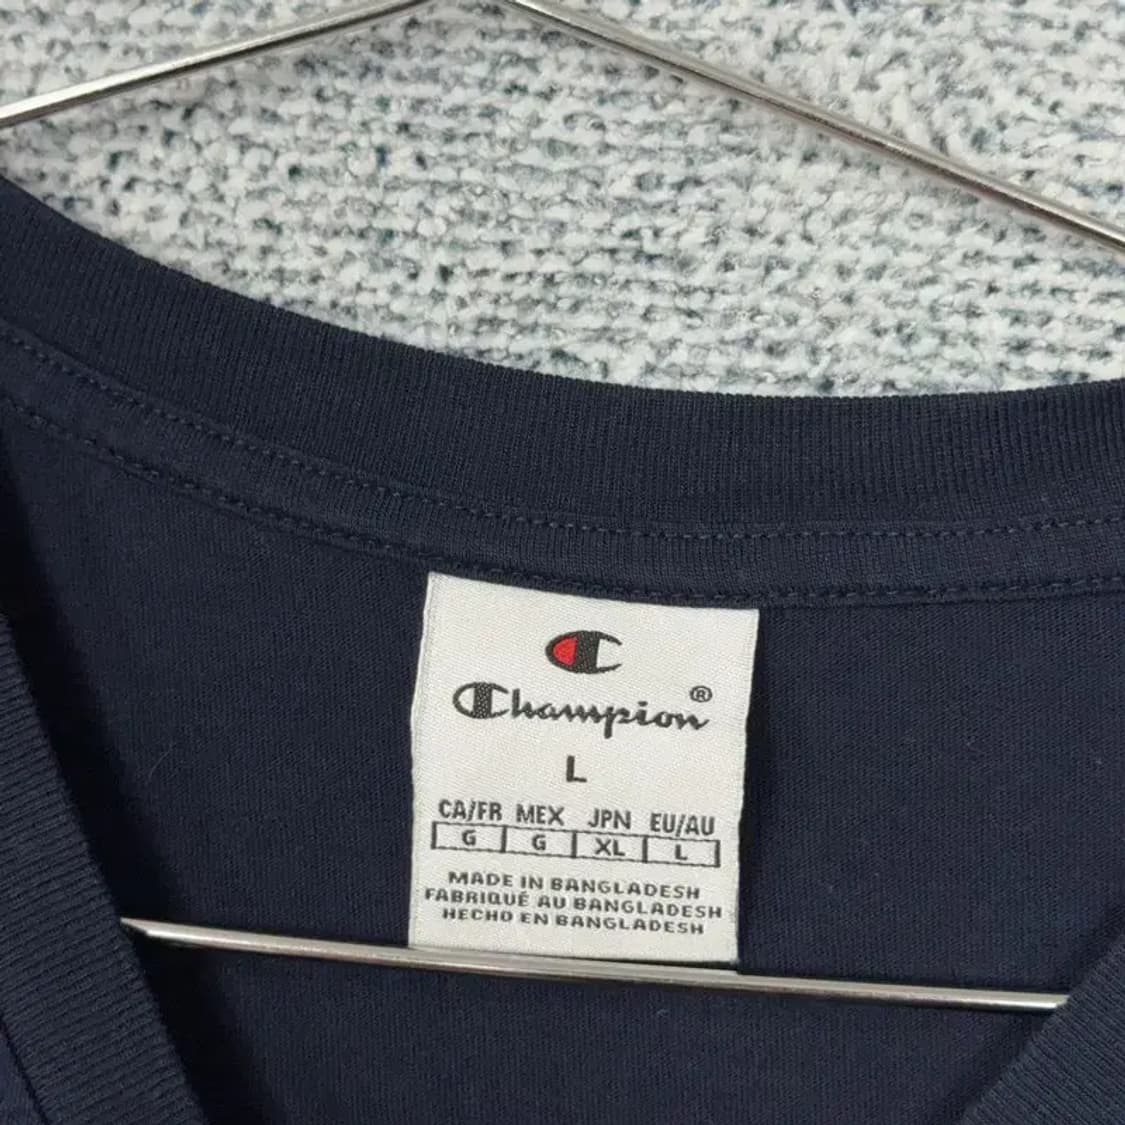 Champion®
L
CA/FR MEX JPN EU/AU
G G XL L
MADE IN BANGLADESH
FABRIQUÉ AU BANGLADESH
HECHO EN BANGLADESH